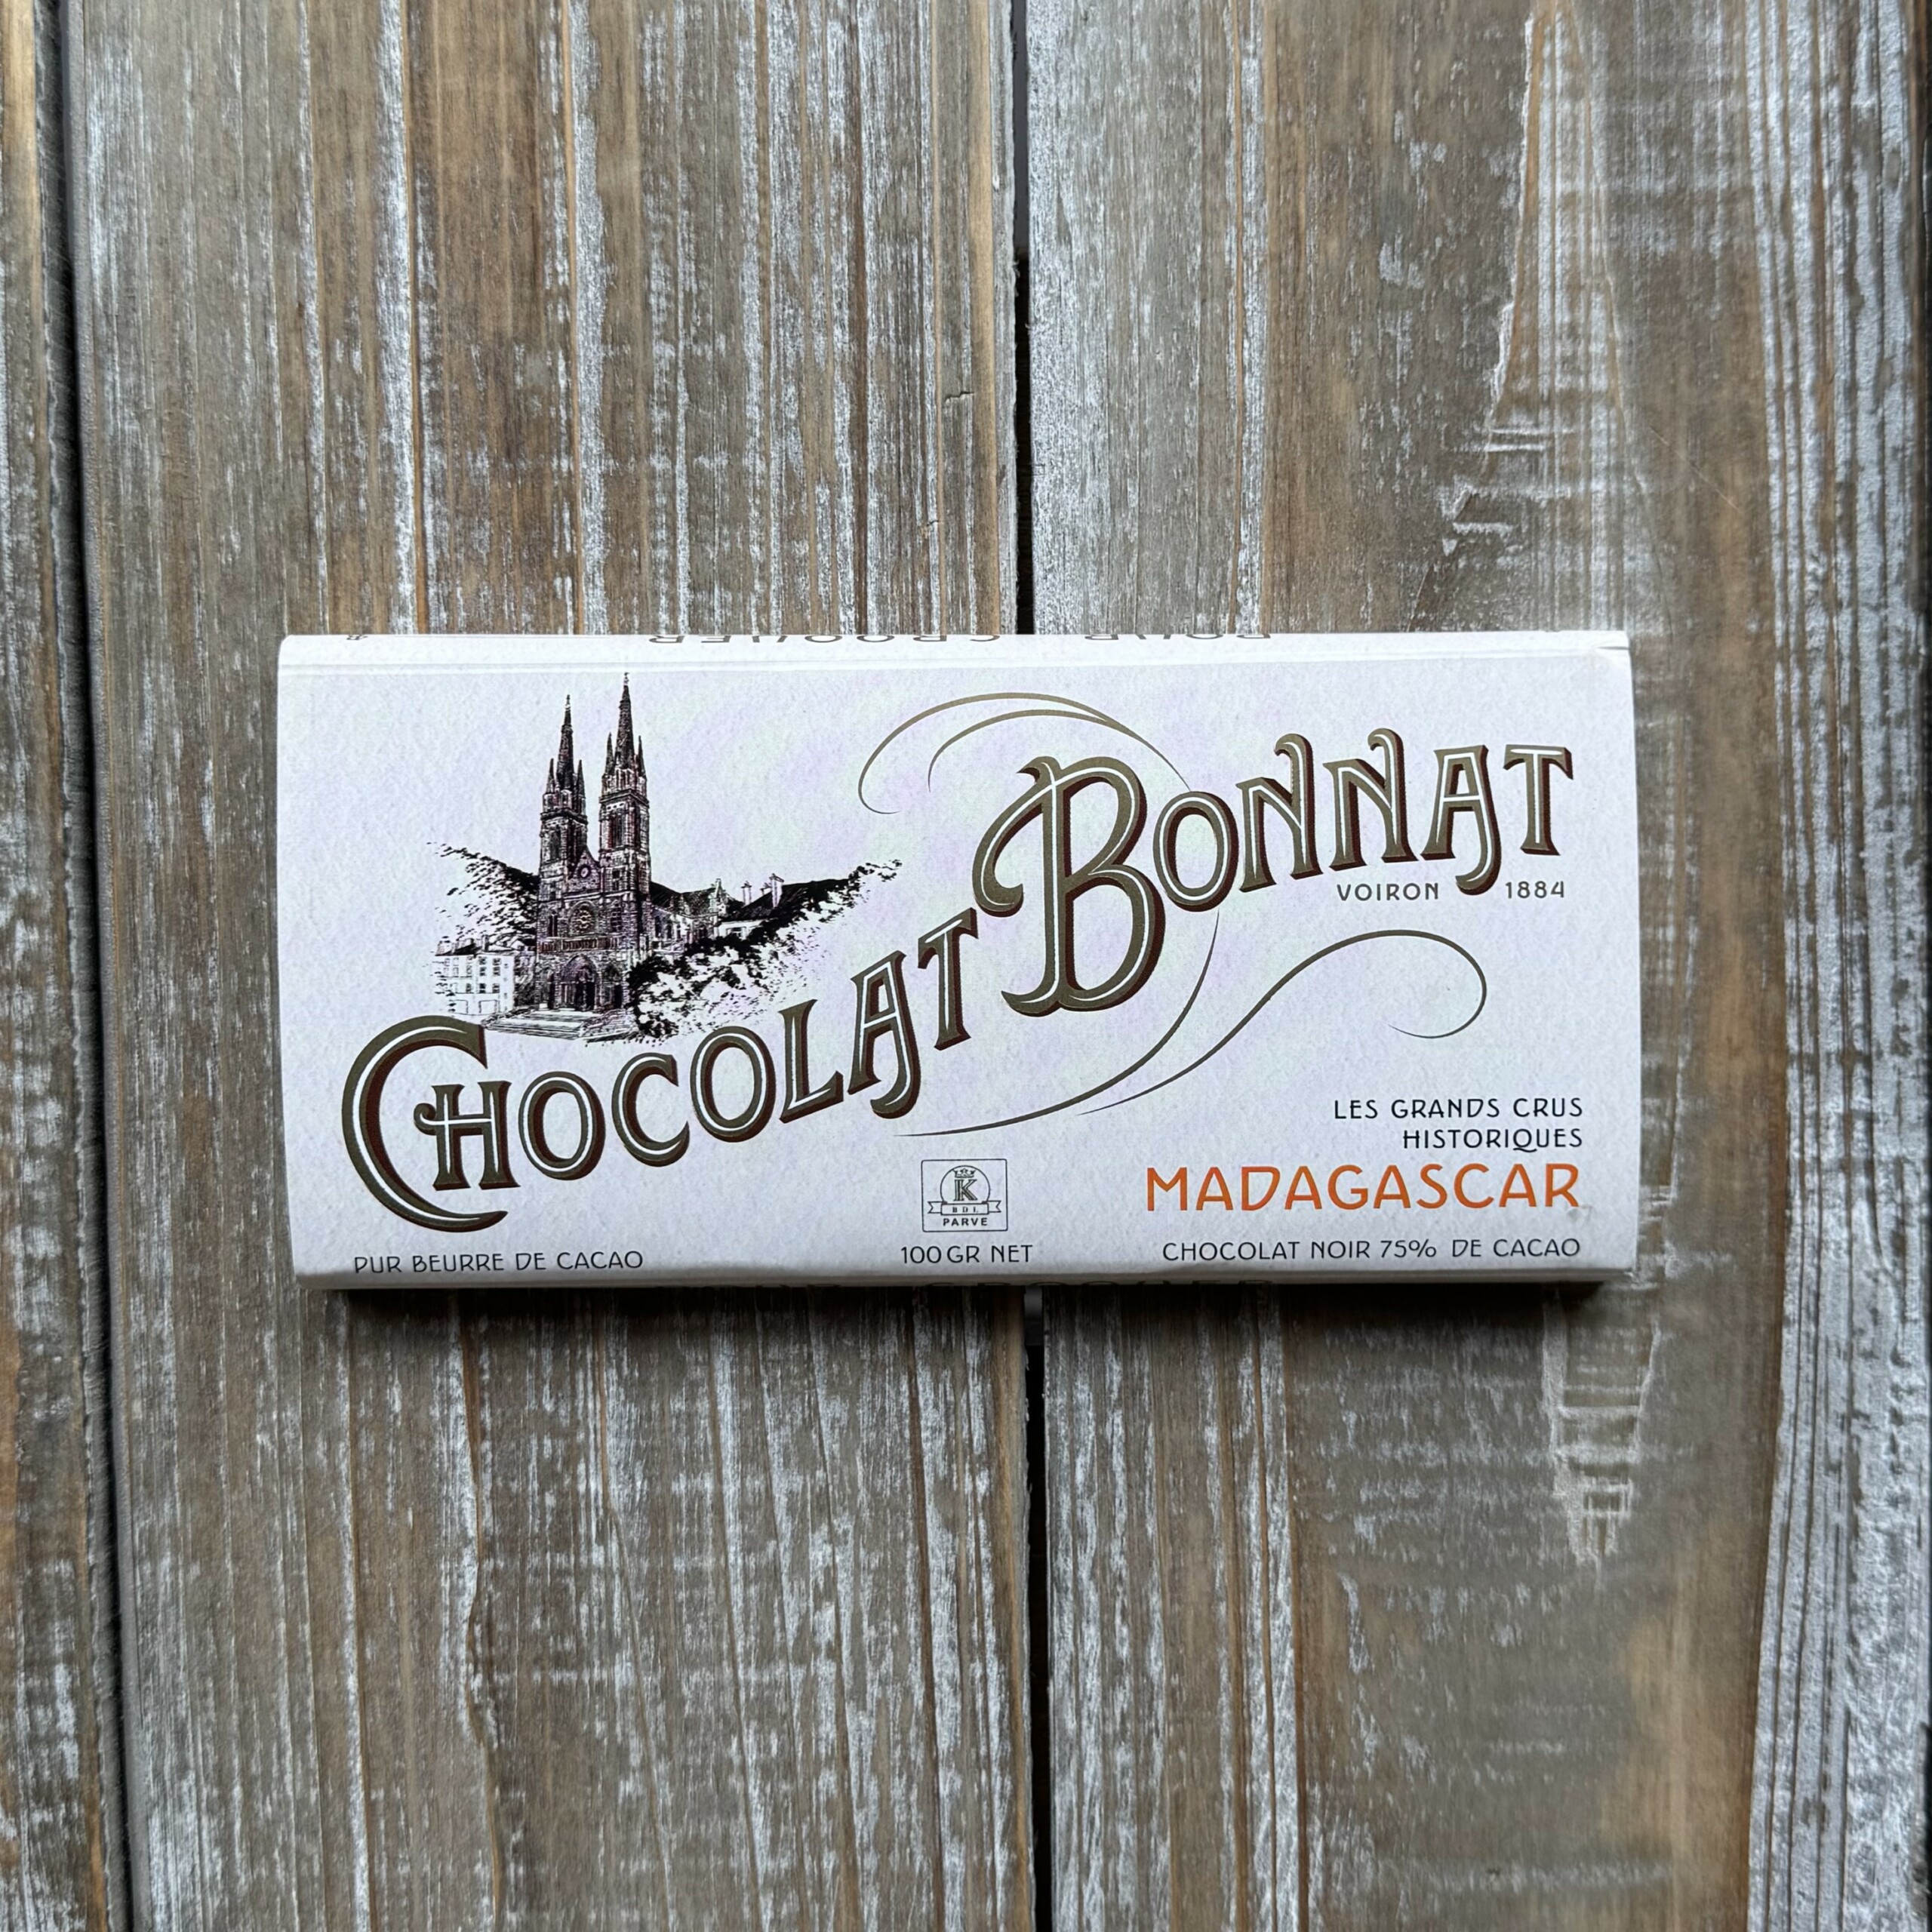 CHOCOLAT BONNAT
VOIRON 1884
LES GRANDS CRUS
HISTORIQUES
MADAGASCAR
CHOCOLAT NOIR 75% DE CACAO
K
BDL
PARVE
100 GR NET
PUR BEURRE DE CACAO